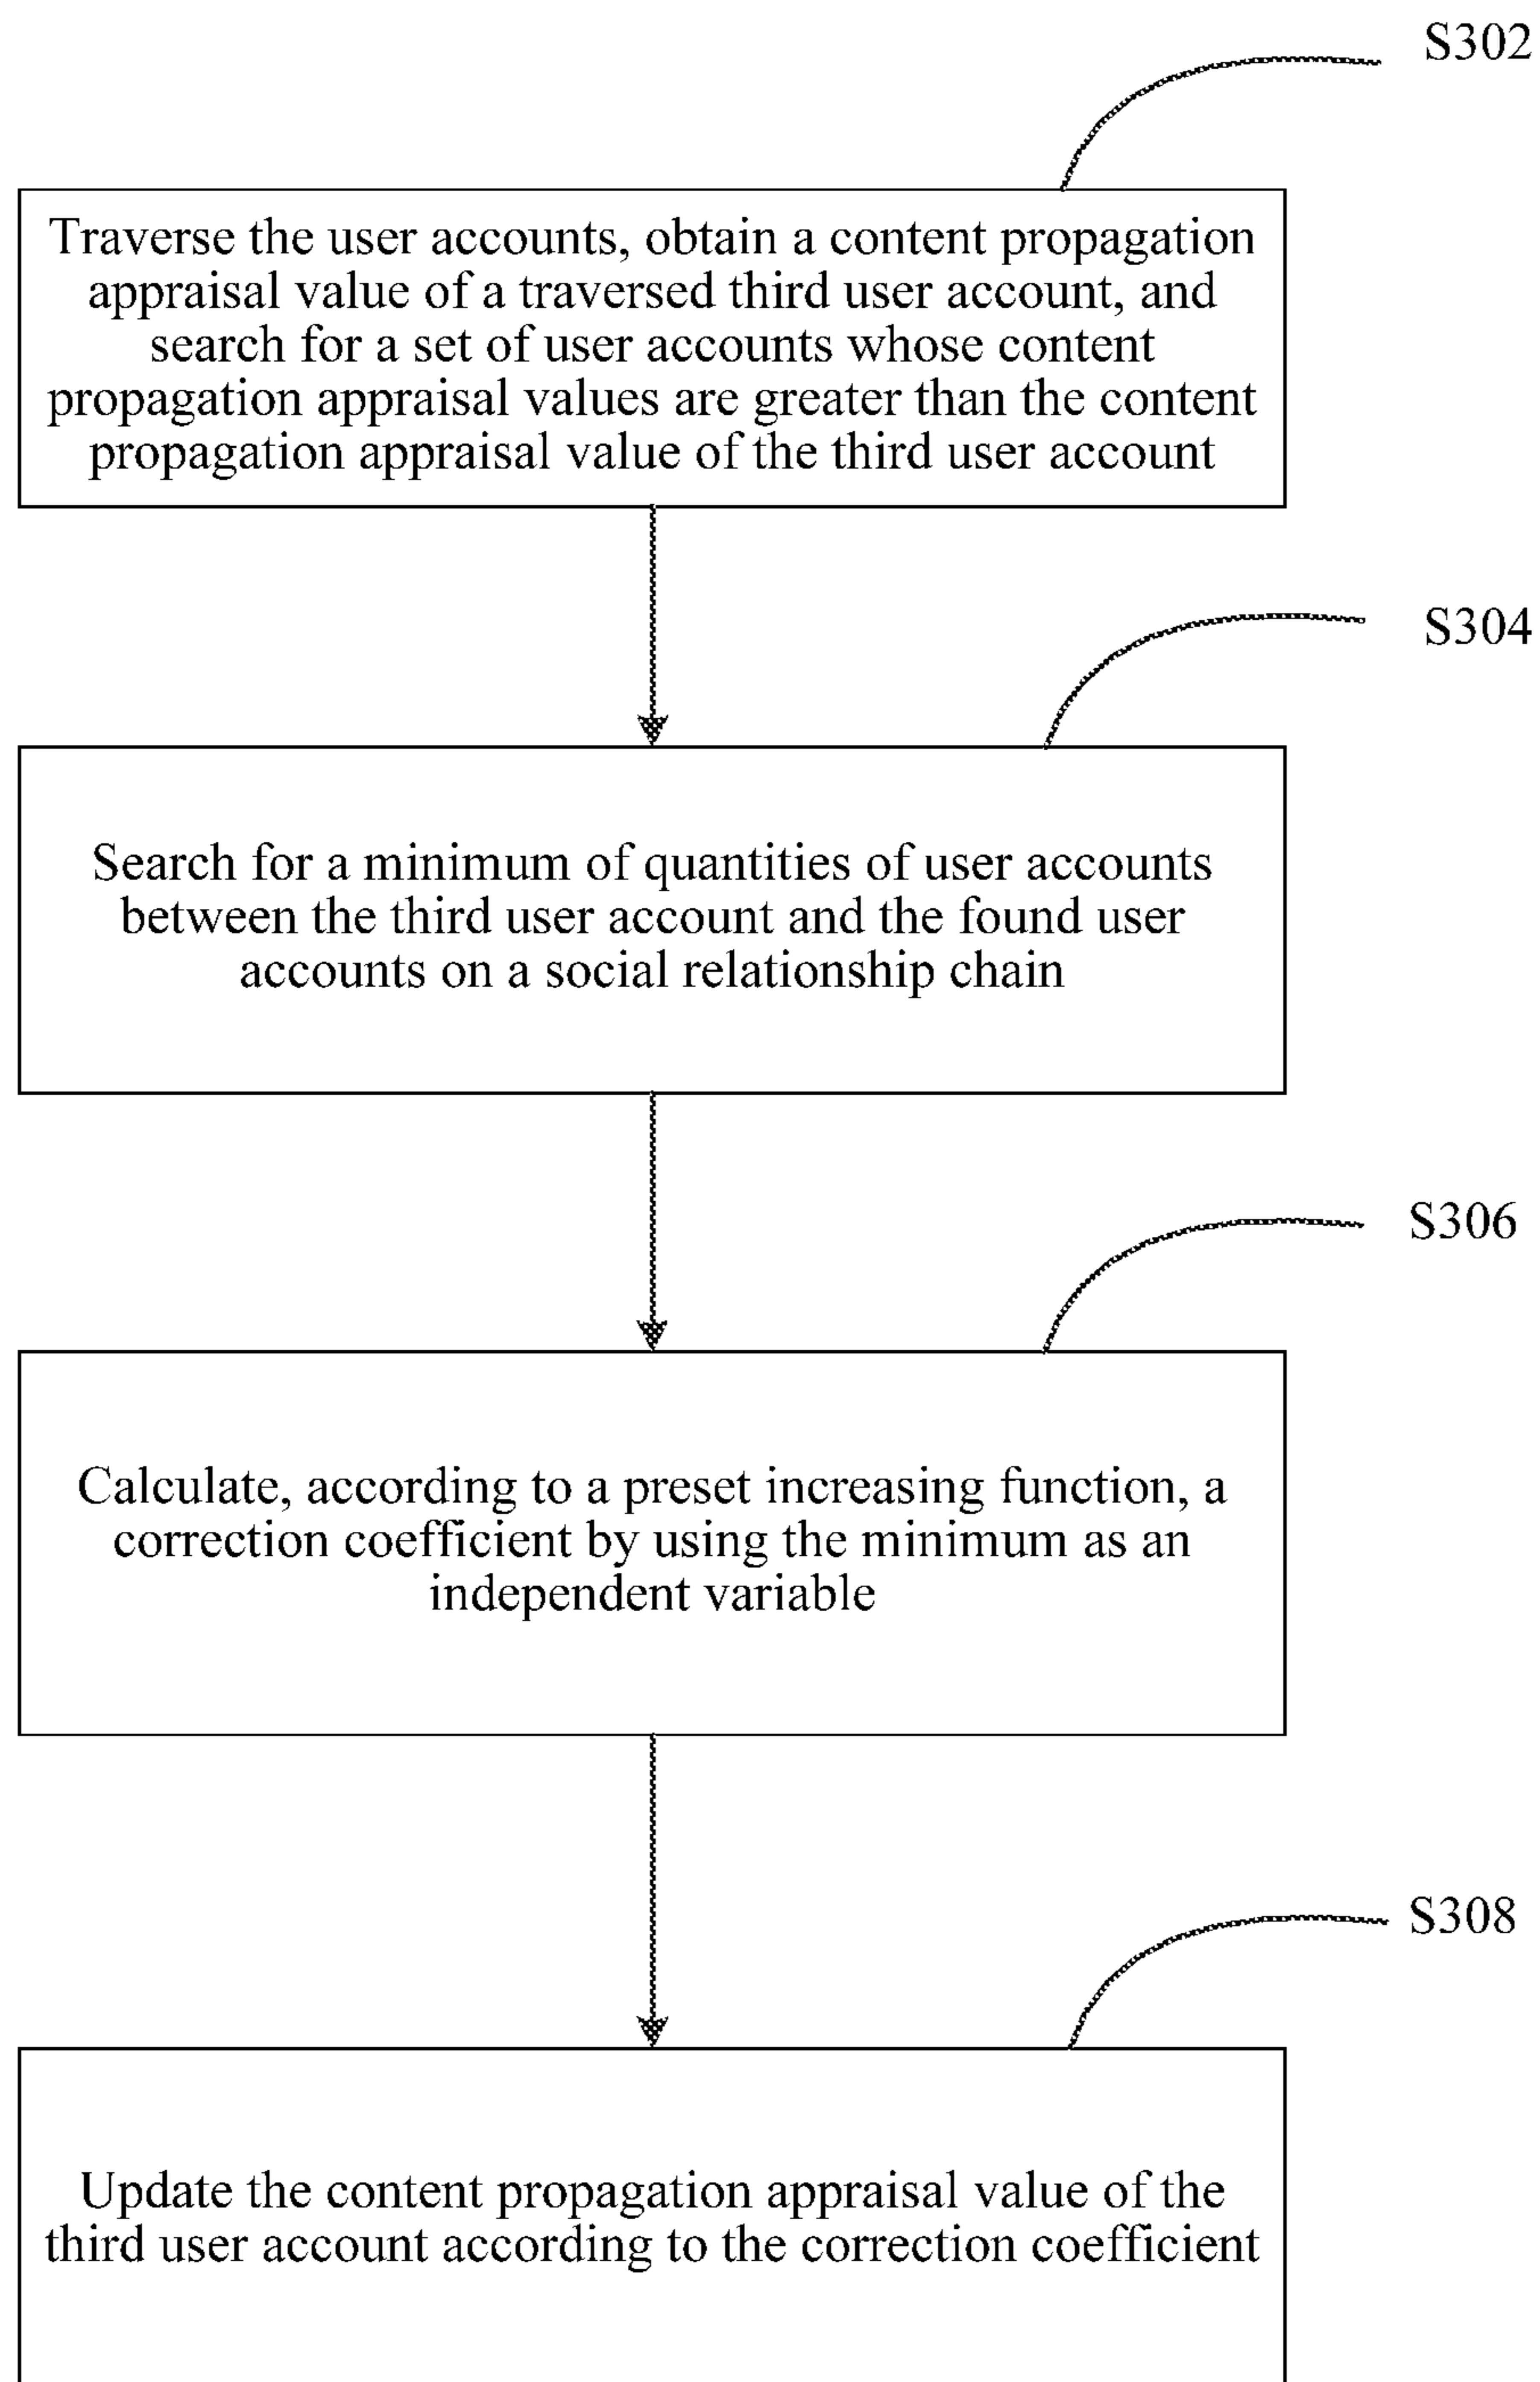 S302
Traverse the user accounts, obtain a content propagation
appraisal value of a traversed third user account, and
search for a set of user accounts whose content
propagation appraisal values are greater than the content
propagation appraisal value of the third user account
S304
Search for a minimum of quantities of user accounts
between the third user account and the found user
accounts on a social relationship chain
S306
Calculate, according to a preset increasing function, a
correction coefficient by using the minimum as an
independent variable
S308
Update the content propagation appraisal value of the
third user account according to the correction coefficient